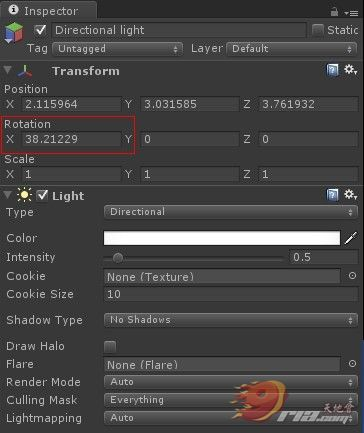 Inspector
Directional light Static
Tag Untagged Layer Default
Transform
Position
X 2.115964 Y 3.031585 Z 3.761932
Rotation
X 38.21229 Y 0 Z 0
Scale
X 1 Y 1 Z 1
Light
Type Directional
Color
Intensity 0.5
Cookie None (Texture)
Cookie Size 10
Shadow Type No Shadows
Draw Halo
Flare None (Flare)
Render Mode Auto
Culling Mask Everything
Lightmapping Auto
天地會
9ria.com